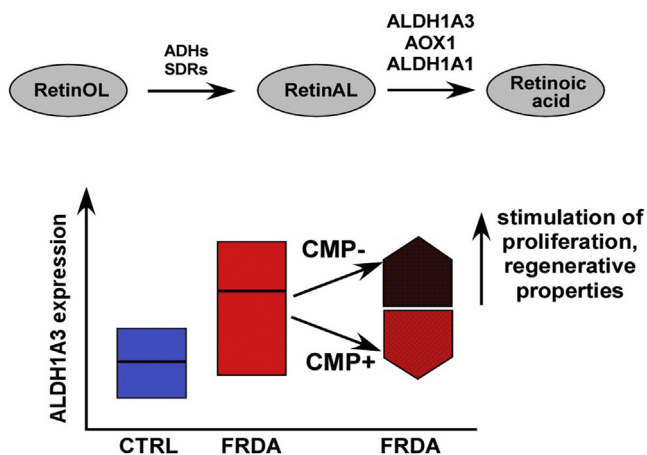 RetinOL
ADHs
SDRs
RetinAL
ALDH1A3
AOX1
ALDH1A1
Retinoic
acid
ALDH1A3 expression
CMP-
CMP+
stimulation of
proliferation,
regenerative
properties
CTRL
FRDA
FRDA